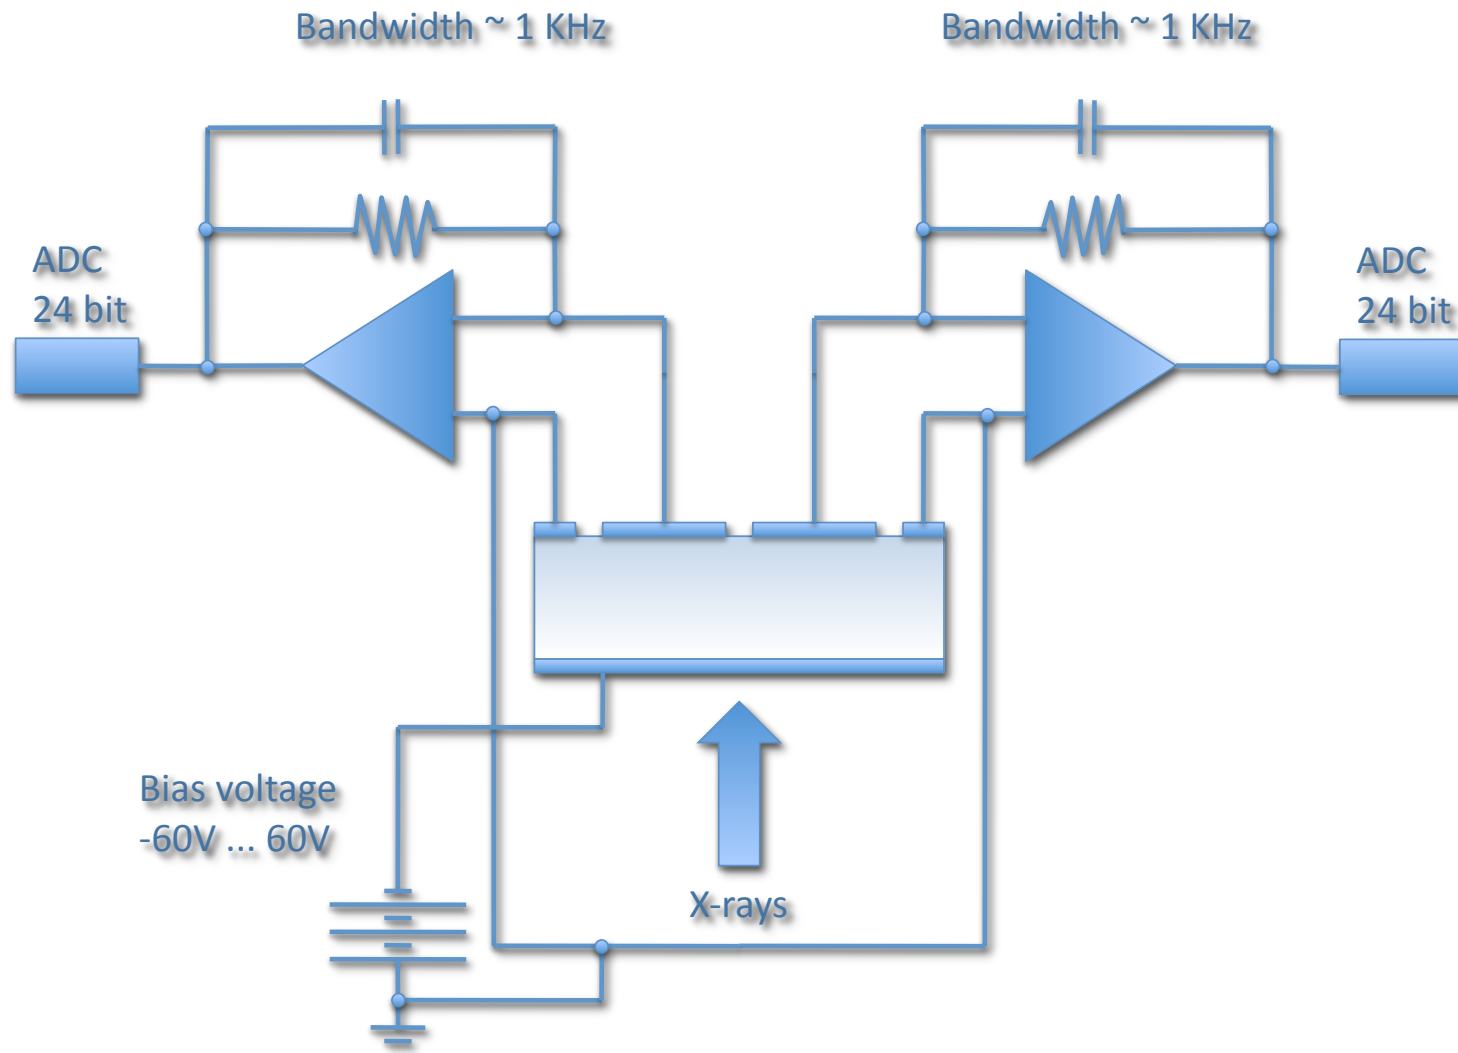 Bandwidth ~ 1 KHz
Bandwidth ~ 1 KHz
ADC
24 bit
ADC
24 bit
Bias voltage
-60V ... 60V
X-rays